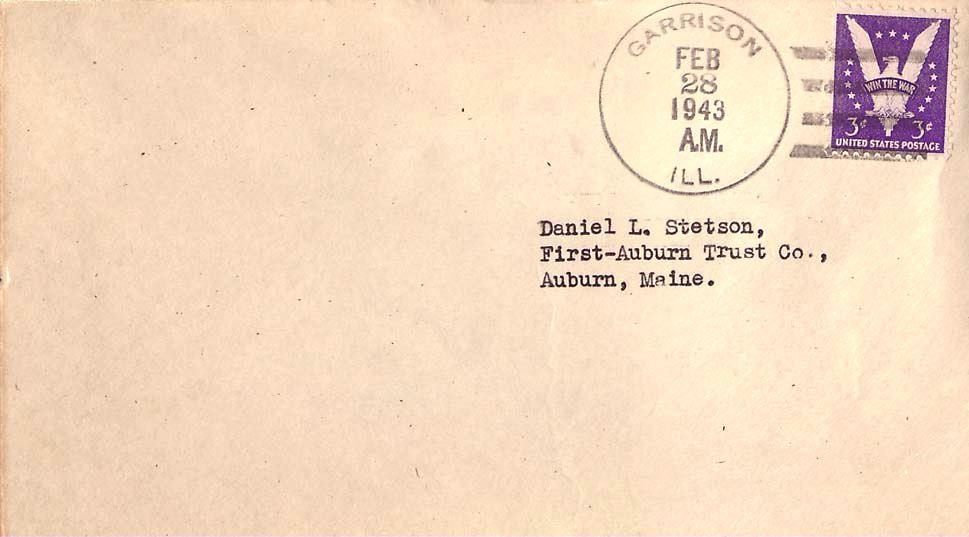 GARRISON
FEB
28
1943
A.M.
ILL.
WIN THE WAR
3¢ 3¢
UNITED STATES POSTAGE
Daniel L. Stetson,
First-Auburn Trust Co.,
Auburn, Maine.